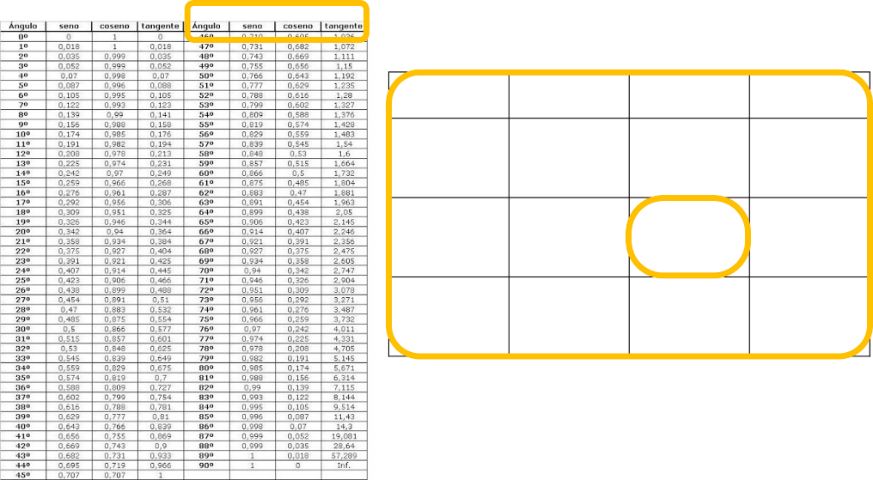 Ángulo seno coseno tangente Ángulo seno coseno tangente
0º 0 1 0 46º 0,719 0,695 1,036
1º 0,018 1 0,018 47º 0,731 0,682 1,072
2º 0,035 0,999 0,035 48º 0,743 0,669 1,111
3º 0,052 0,999 0,052 49º 0,755 0,656 1,15
4º 0,07 0,998 0,07 50º 0,766 0,643 1,192
5º 0,087 0,996 0,088 51º 0,777 0,629 1,235
6º 0,105 0,995 0,105 52º 0,788 0,616 1,28
7º 0,122 0,993 0,123 53º 0,799 0,602 1,327
8º 0,139 0,99 0,141 54º 0,809 0,588 1,376
9º 0,156 0,988 0,158 55º 0,819 0,574 1,428
10º 0,174 0,985 0,176 56º 0,829 0,559 1,483
11º 0,191 0,982 0,194 57º 0,839 0,545 1,54
12º 0,208 0,978 0,213 58º 0,848 0,53 1,6
13º 0,225 0,974 0,231 59º 0,857 0,515 1,664
14º 0,242 0,97 0,249 60º 0,866 0,5 1,732
15º 0,259 0,966 0,268 61º 0,875 0,485 1,804
16º 0,276 0,961 0,287 62º 0,883 0,47 1,881
17º 0,292 0,956 0,306 63º 0,891 0,454 1,963
18º 0,309 0,951 0,325 64º 0,899 0,438 2,05
19º 0,326 0,946 0,344 65º 0,906 0,423 2,145
20º 0,342 0,94 0,364 66º 0,914 0,407 2,246
21º 0,358 0,934 0,384 67º 0,921 0,391 2,356
22º 0,375 0,927 0,404 68º 0,927 0,375 2,475
23º 0,391 0,921 0,425 69º 0,934 0,358 2,605
24º 0,407 0,914 0,445 70º 0,94 0,342 2,747
25º 0,423 0,906 0,466 71º 0,946 0,326 2,904
26º 0,438 0,899 0,488 72º 0,951 0,309 3,078
27º 0,454 0,891 0,51 73º 0,956 0,292 3,271
28º 0,47 0,883 0,532 74º 0,961 0,276 3,487
29º 0,485 0,875 0,554 75º 0,966 0,259 3,732
30º 0,5 0,866 0,577 76º 0,97 0,242 4,011
31º 0,515 0,857 0,601 77º 0,974 0,225 4,331
32º 0,53 0,848 0,625 78º 0,978 0,208 4,705
33º 0,545 0,839 0,649 79º 0,982 0,191 5,145
34º 0,559 0,829 0,675 80º 0,985 0,174 5,671
35º 0,574 0,819 0,7 81º 0,988 0,156 6,314
36º 0,588 0,809 0,727 82º 0,99 0,139 7,115
37º 0,602 0,799 0,754 83º 0,993 0,122 8,144
38º 0,616 0,788 0,781 84º 0,995 0,105 9,514
39º 0,629 0,777 0,81 85º 0,996 0,087 11,43
40º 0,643 0,766 0,839 86º 0,998 0,07 14,3
41º 0,656 0,755 0,869 87º 0,999 0,052 19,081
42º 0,669 0,743 0,9 88º 0,999 0,035 28,64
43º 0,682 0,731 0,933 89º 1 0,018 57,289
44º 0,695 0,719 0,966 90º 1 0 Inf.
45º 0,707 0,707 1